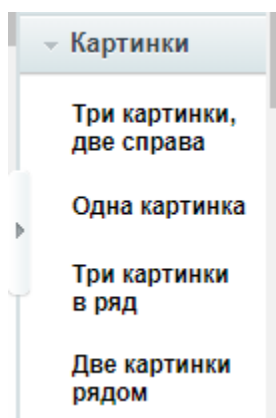 Картинки
Три картинки,
две справа
Одна картинка
Три картинки
в ряд
Две картинки
рядом